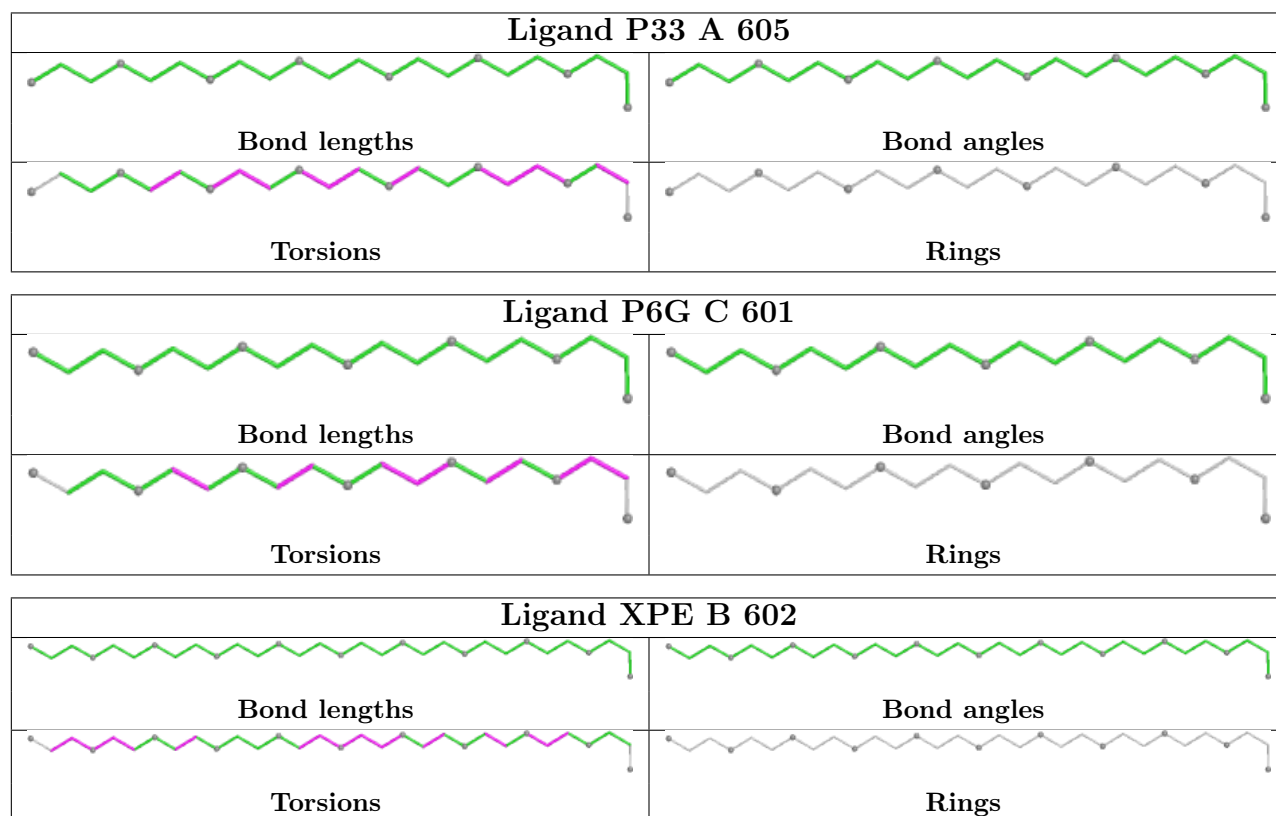 Ligand P33 A 605
Bond lengths Bond angles
Torsions Rings
Ligand P6G C 601
Bond lengths Bond angles
Torsions Rings
Ligand XPE B 602
Bond lengths Bond angles
Torsions Rings